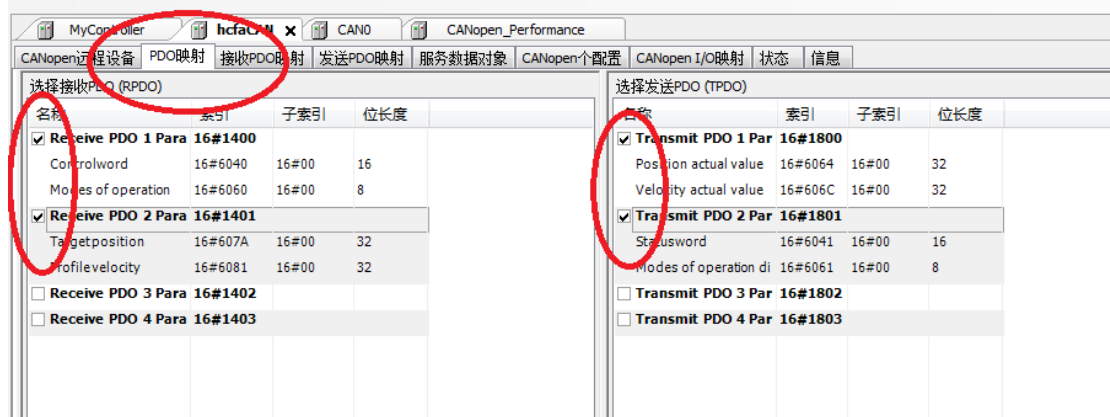 MyController hcfaCAN x CAN0 CANopen_Performance
CANopen远程设备 PDO映射 接收PDO映射 发送PDO映射 服务数据对象 CANopen个配置 CANopen I/O映射 状态 信息
选择接收PDO (RPDO)
名称 索引 子索引 位长度
Receive PDO 1 Para 16#1400
Controlword 16#6040 16#00 16
Modes of operation 16#6060 16#00 8
Receive PDO 2 Para 16#1401
Targetposition 16#607A 16#00 32
Profilevelocity 16#6081 16#00 32
Receive PDO 3 Para 16#1402
Receive PDO 4 Para 16#1403
选择发送PDO (TPDO)
名称 索引 子索引 位长度
Transmit PDO 1 Par 16#1800
Position actual value 16#6064 16#00 32
Velocity actual value 16#606C 16#00 32
Transmit PDO 2 Par 16#1801
Statusword 16#6041 16#00 16
Modes of operation di 16#6061 16#00 8
Transmit PDO 3 Par 16#1802
Transmit PDO 4 Par 16#1803